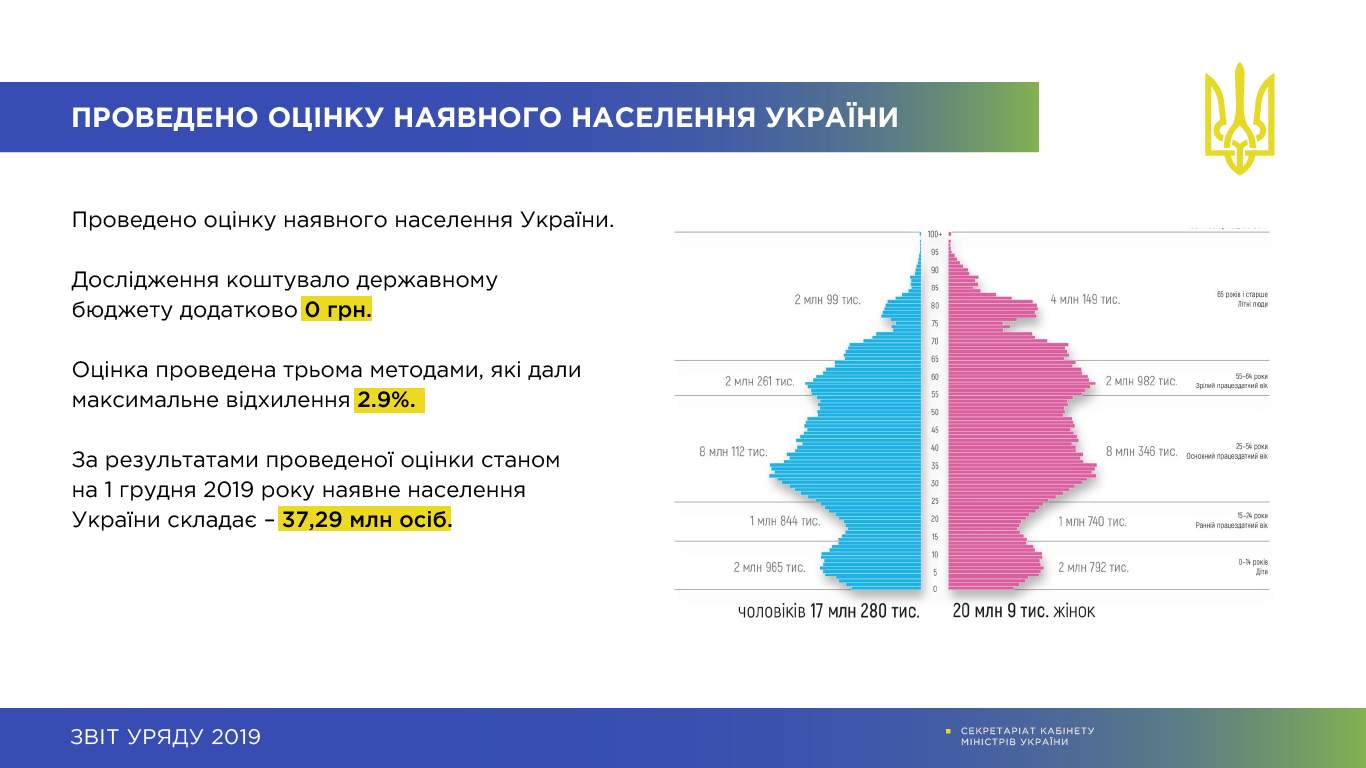 ПРОВЕДЕНО ОЦІНКУ НАЯВНОГО НАСЕЛЕННЯ УКРАЇНИ
Проведено оцінку наявного населення України.
Дослідження коштувало державному
бюджету додатково 0 грн.
Оцінка проведена трьома методами, які дали
максимальне відхилення 2.9%.
За результатами проведеної оцінки станом
на 1 грудня 2019 року наявне населення
України складає – 37,29 млн осіб.
100+
95
90
85
80
75
70
65
60
55
50
45
40
35
30
25
20
15
10
5
0
2 млн 99 тис.
4 млн 149 тис.
65 років і старше
Літні люди
2 млн 261 тис.
2 млн 982 тис.
55–64 роки
Зрілий працездатний вік
8 млн 112 тис.
8 млн 346 тис.
25–54 роки
Основний працездатний вік
1 млн 844 тис.
1 млн 740 тис.
15–24 роки
Ранній працездатний вік
2 млн 965 тис.
2 млн 792 тис.
0–14 років
Діти
чоловіків 17 млн 280 тис.
20 млн 9 тис. жінок
ЗВІТ УРЯДУ 2019
СЕКРЕТАРІАТ КАБІНЕТУ
МІНІСТРІВ УКРАЇНИ